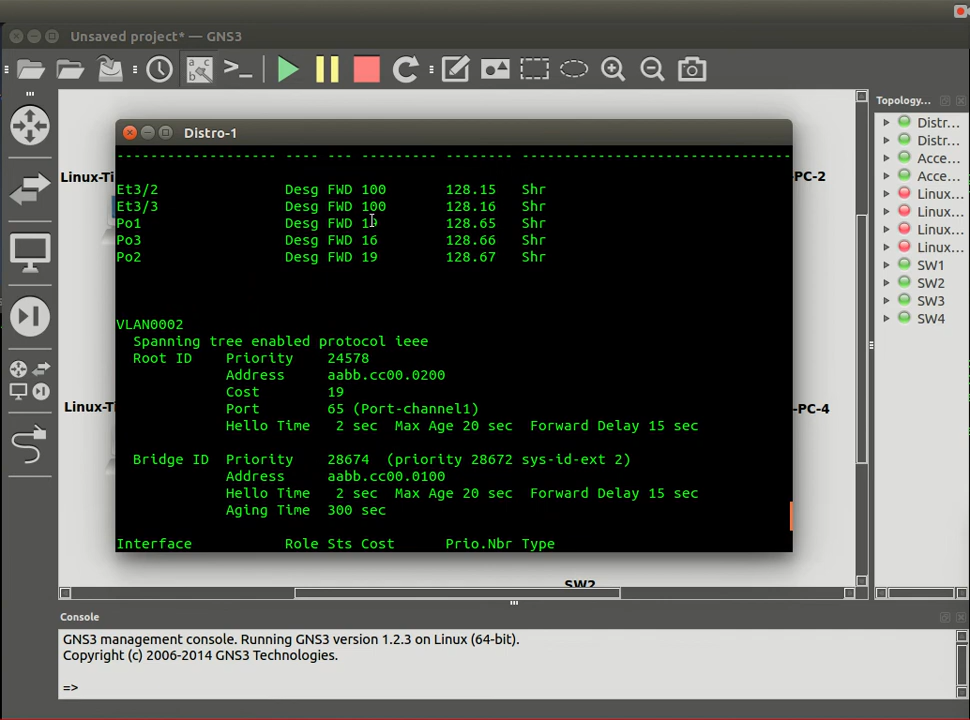 Unsaved project* — GNS3
Topology...
Distr...
Distr...
Acce...
Acce...
Linux...
Linux...
Linux...
Linux...
SW1
SW2
SW3
SW4
Linux-Ti
-PC-2
Linux-Ti
-PC-4
SW2
Distro-1
------------------- ---- --- --------- -------- --------------------------------
Et3/2 Desg FWD 100 128.15 Shr
Et3/3 Desg FWD 100 128.16 Shr
Po1 Desg FWD 19 128.65 Shr
Po3 Desg FWD 16 128.66 Shr
Po2 Desg FWD 19 128.67 Shr
VLAN0002
Spanning tree enabled protocol ieee
Root ID Priority 24578
Address aabb.cc00.0200
Cost 19
Port 65 (Port-channel1)
Hello Time 2 sec Max Age 20 sec Forward Delay 15 sec
Bridge ID Priority 28674 (priority 28672 sys-id-ext 2)
Address aabb.cc00.0100
Hello Time 2 sec Max Age 20 sec Forward Delay 15 sec
Aging Time 300 sec
Interface Role Sts Cost Prio.Nbr Type
Console
GNS3 management console. Running GNS3 version 1.2.3 on Linux (64-bit).
Copyright (c) 2006-2014 GNS3 Technologies.
=>